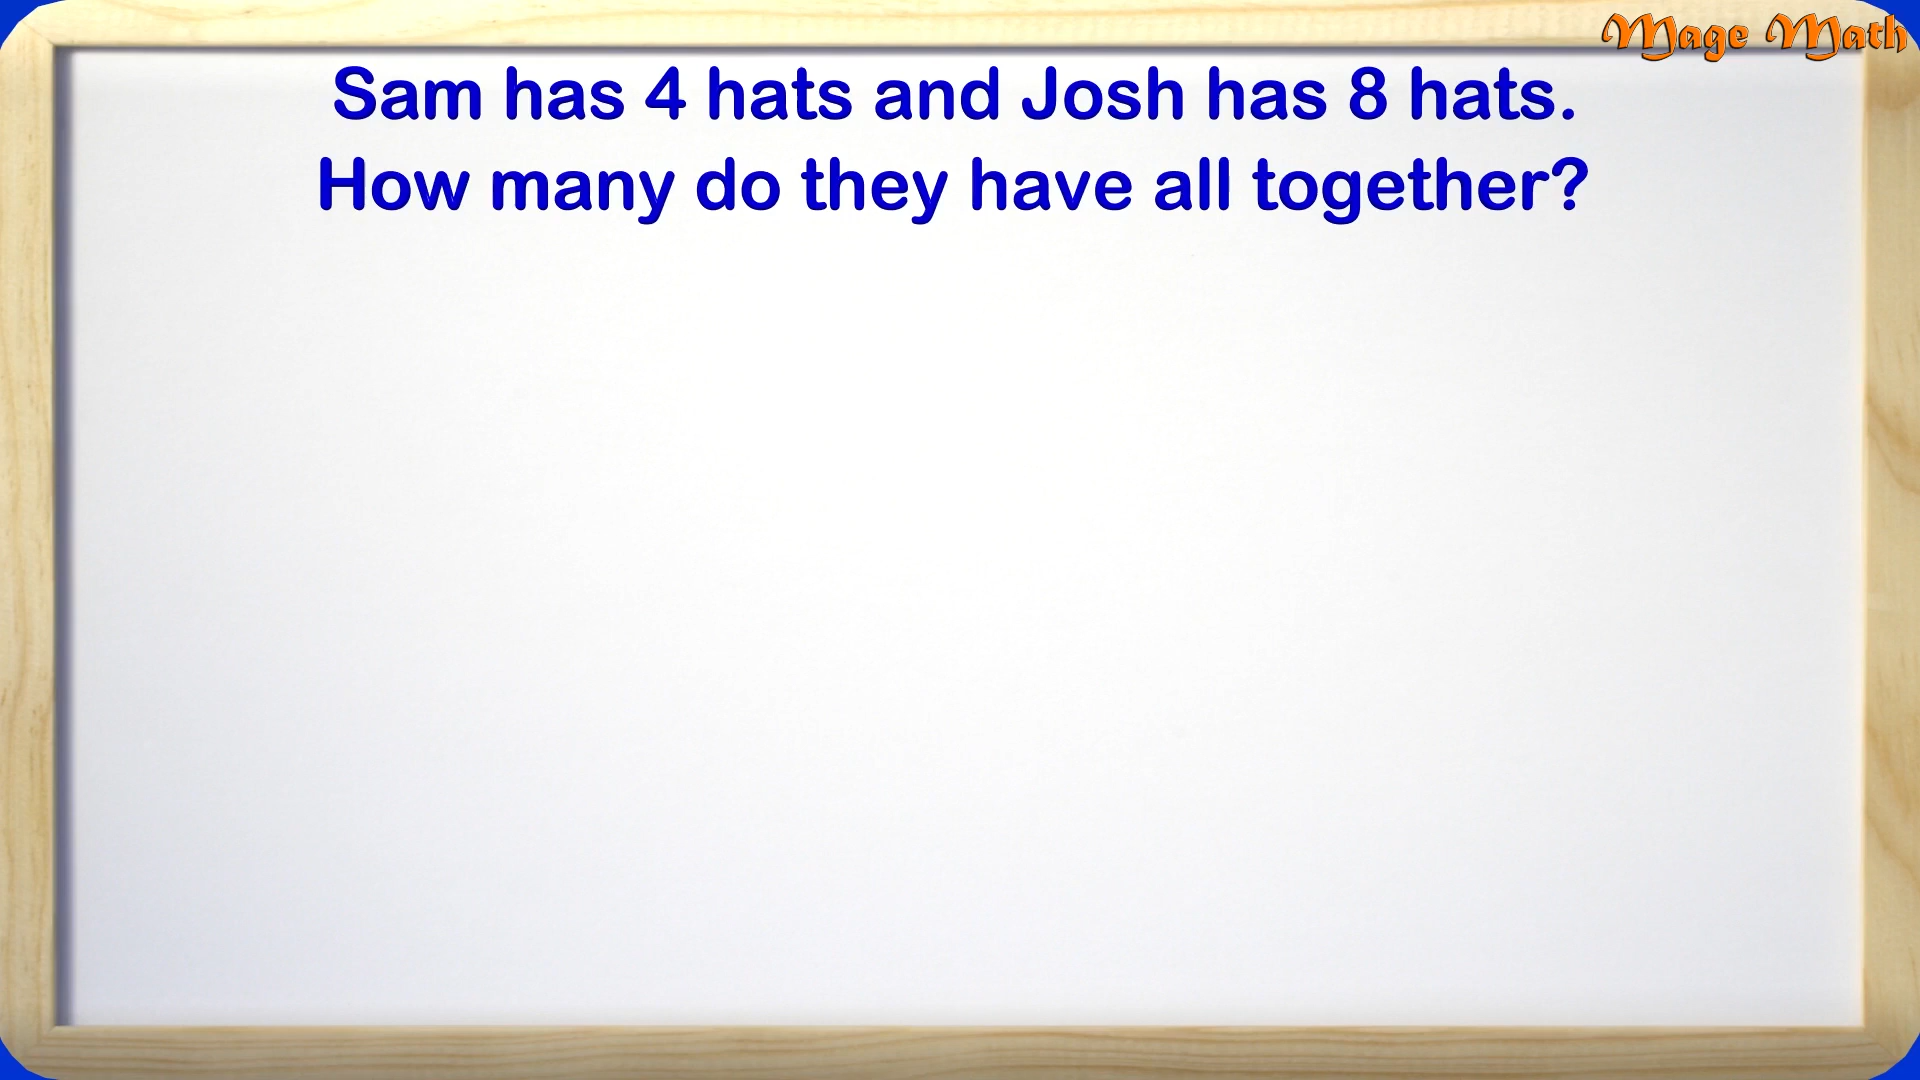 Mage Math
Sam has 4 hats and Josh has 8 hats.
How many do they have all together?